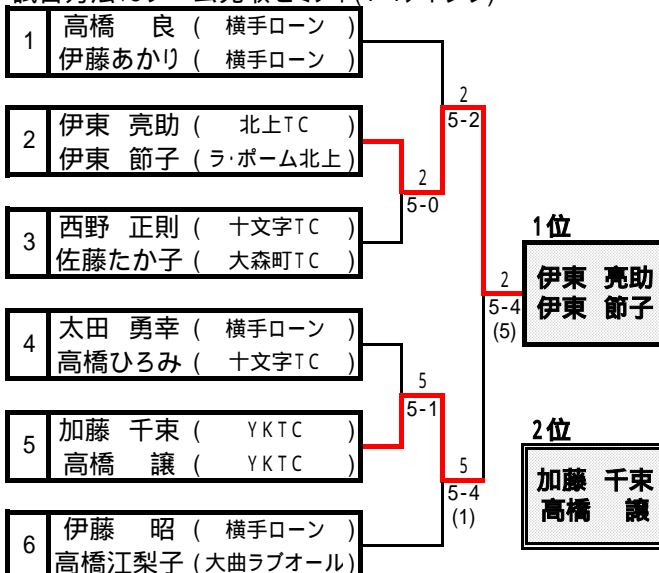 1 高橋 良 ( 横手ローン )
伊藤あかり ( 横手ローン )
2
5-2
2 伊東 亮助 ( 北上TC )
伊東 節子 ( ラ・ポーム北上 )
2
5-0
3 西野 正則 ( 十文字TC )
佐藤たか子 ( 大森町TC )
1位
伊東 亮助
伊東 節子
2
5-4
(5)
4 太田 勇幸 ( 横手ローン )
高橋ひろみ ( 十文字TC )
5
5-1
5 加藤 千束 ( YKTC )
高橋 譲 ( YKTC )
2位
加藤 千束
高橋 譲
5
5-4
(1)
6 伊藤 昭 ( 横手ローン )
高橋江梨子 ( 大曲ラブオール )